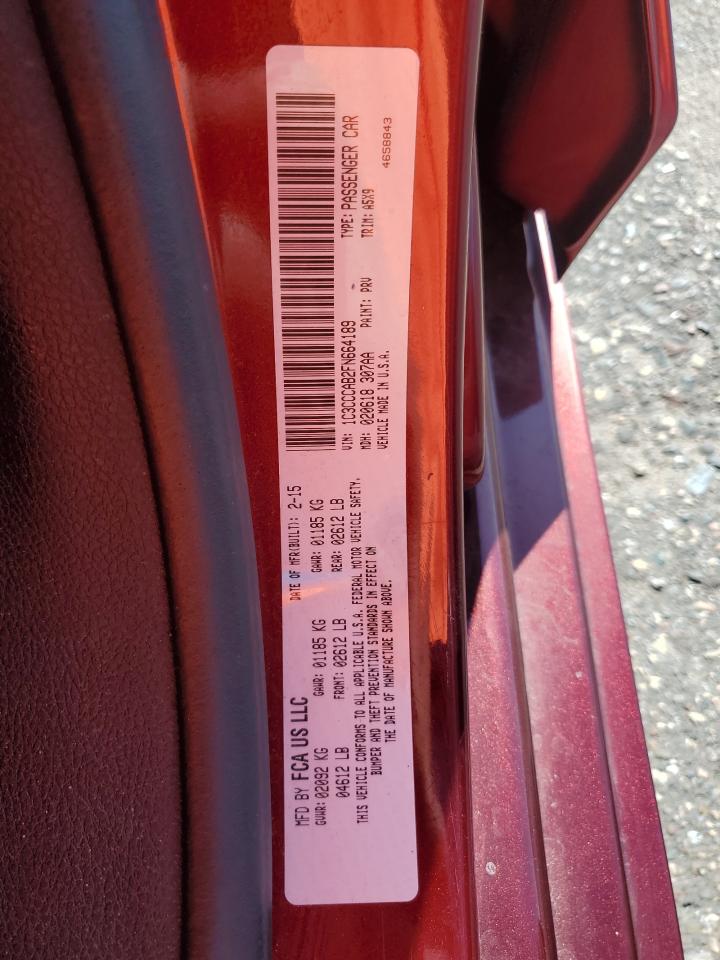 MFD BY FCA US LLC
DATE OF MFR(BUILT): 2-15
GVWR: 02092 KG
GAWR: 01185 KG
GAWR: 01185 KG
04612 LB
FRONT: 02612 LB
REAR: 02612 LB
THIS VEHICLE CONFORMS TO ALL APPLICABLE U.S.A. FEDERAL MOTOR VEHICLE SAFETY,
BUMPER AND THEFT PREVENTION STANDARDS IN EFFECT ON
THE DATE OF MANUFACTURE SHOWN ABOVE.
VIN: 1C3CCCAB2FN664189
TYPE: PASSENGER CAR
MDH: 020618 307AA
PAINT: PRV
TRIM: A5X9
VEHICLE MADE IN U.S.A.
4658843